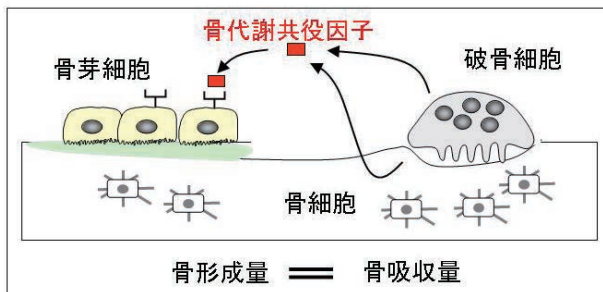 骨代謝共役因子
骨芽細胞
破骨細胞
骨細胞
骨形成量 = 骨吸収量